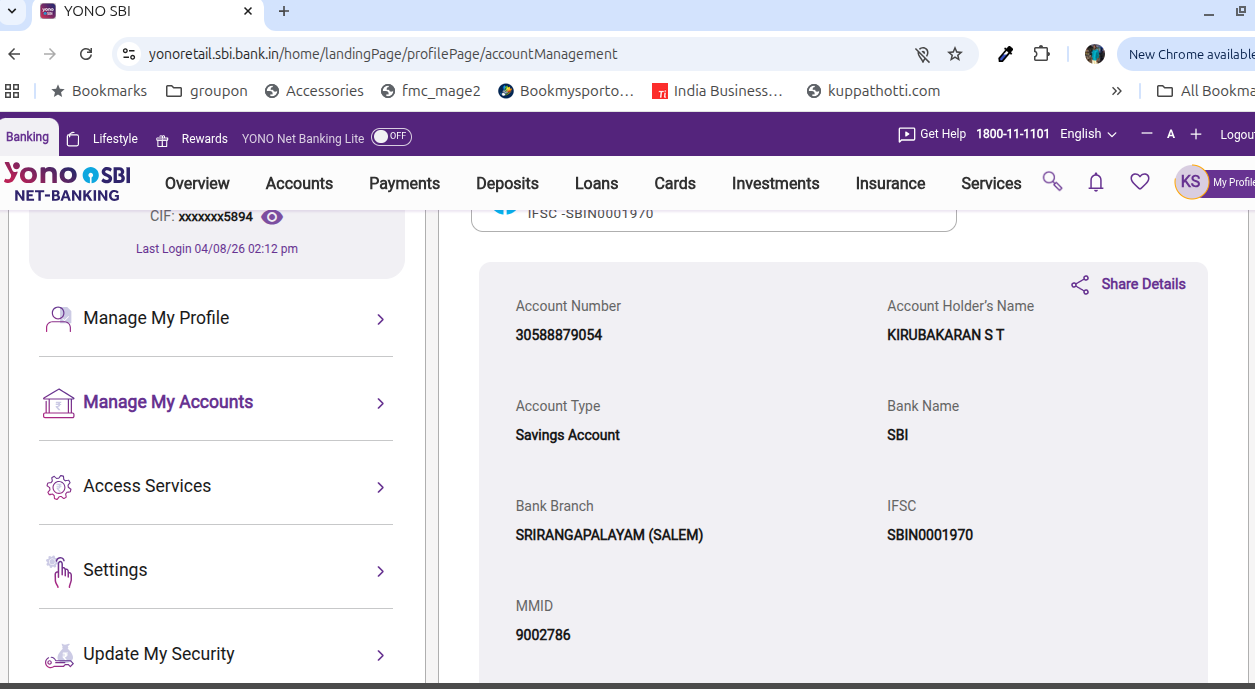 YONO SBI
yonoretail.sbi.bank.in/home/landingPage/profilePage/accountManagement
New Chrome available
Bookmarks groupon Accessories fmc_mage2 Bookmysporto… India Business… kuppathotti.com » All Bookma
Banking Lifestyle Rewards YONO Net Banking Lite OFF Get Help 1800-11-1101 English A Logout
yono SBI
NET-BANKING
Overview Accounts Payments Deposits Loans Cards Investments Insurance Services KS My Profile
CIF: xxxxxxx5894
IFSC -SBIN0001970
Last Login 04/08/26 02:12 pm
Manage My Profile
Manage My Accounts
Access Services
Settings
Update My Security
Share Details
Account Number
30588879054
Account Holder's Name
KIRUBAKARAN S T
Account Type
Savings Account
Bank Name
SBI
Bank Branch
SRIRANGAPALAYAM (SALEM)
IFSC
SBIN0001970
MMID
9002786